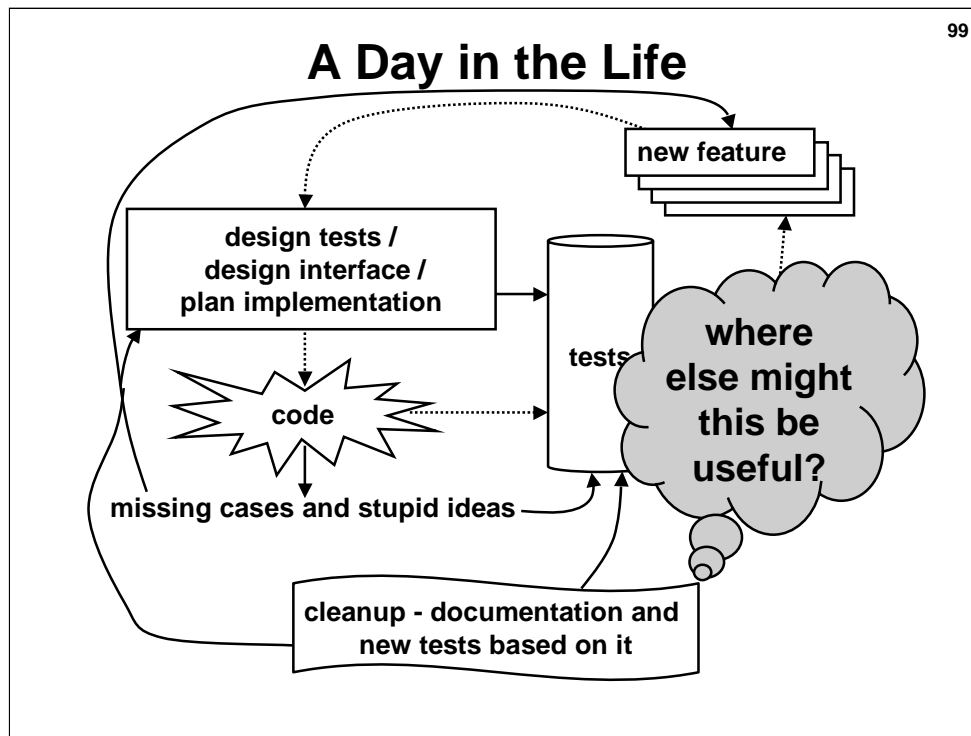 99
A Day in the Life
new feature
design tests /
design interface /
plan implementation
tests
where
else might
this be
useful?
code
missing cases and stupid ideas
cleanup - documentation and
new tests based on it